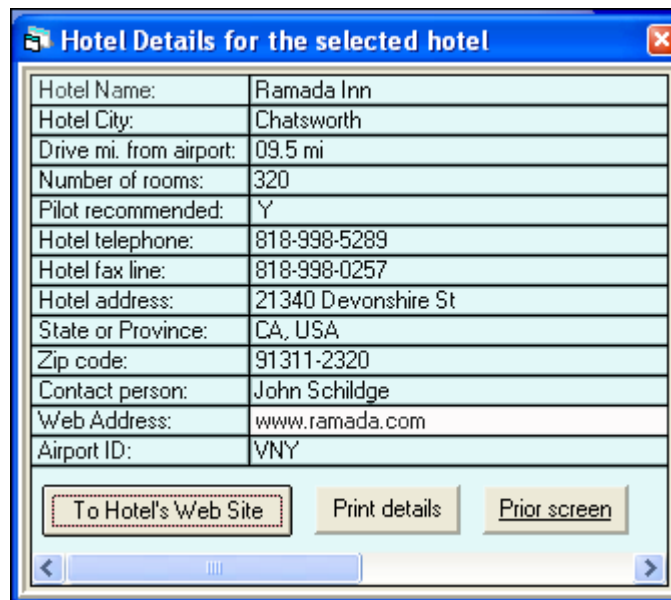 Hotel Details for the selected hotel
Hotel Name: Ramada Inn
Hotel City: Chatsworth
Drive mi. from airport: 09.5 mi
Number of rooms: 320
Pilot recommended: Y
Hotel telephone: 818-998-5289
Hotel fax line: 818-998-0257
Hotel address: 21340 Devonshire St
State or Province: CA, USA
Zip code: 91311-2320
Contact person: John Schildge
Web Address: www.ramada.com
Airport ID: VNY
To Hotel's Web Site Print details Prior screen